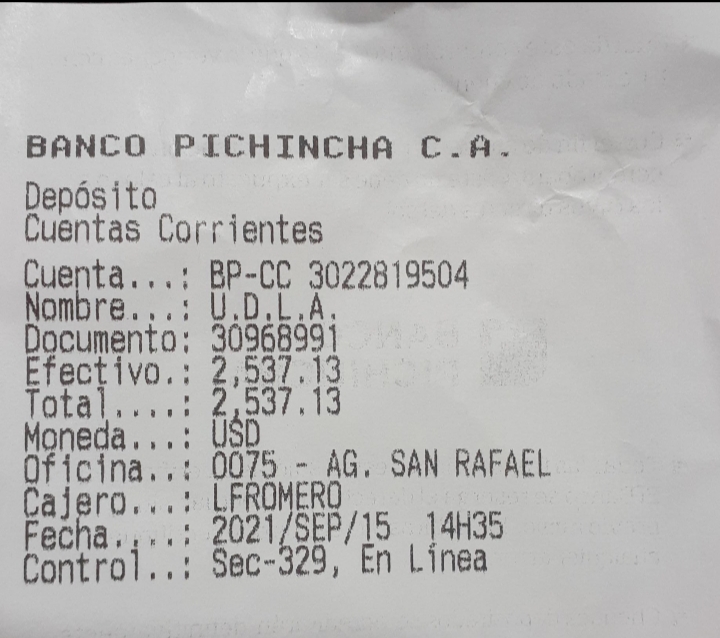 BANCO PICHINCHA C.A.
Depósito
Cuentas Corrientes
Cuenta...: BP-CC 3022819504
Nombre...: U.D.L.A.
Documento: 30968991
Efectivo.: 2,537.13
Total....: 2,537.13
Moneda...: USD
Oficina..: 0075 - AG. SAN RAFAEL
Cajero...: LFROMERO
Fecha....: 2021/SEP/15 14H35
Control..: Sec-329, En Línea